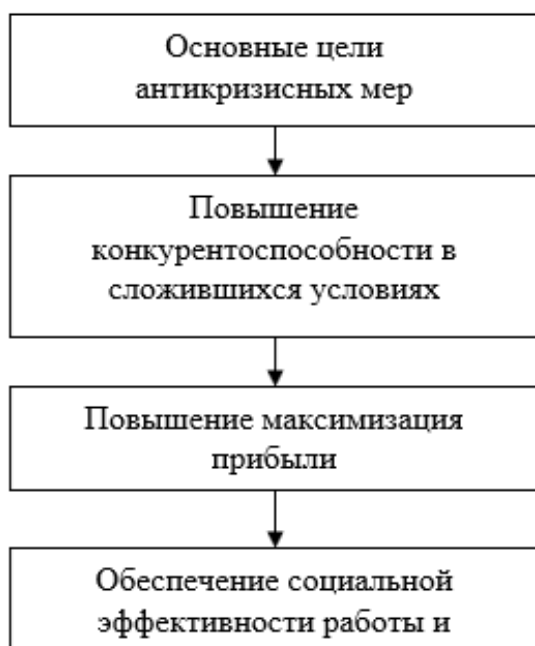 Основные цели
антикризисных мер
Повышение
конкурентоспособности в
сложившихся условиях
Повышение максимизация
прибыли
Обеспечение социальной
эффективности работы и